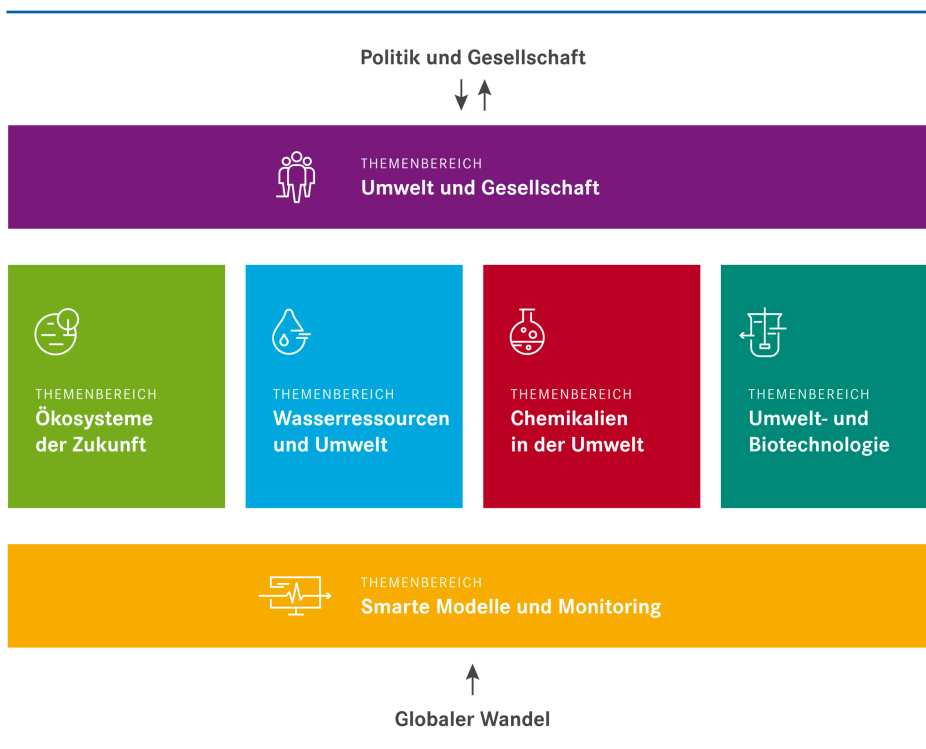 Politik und Gesellschaft
THEMENBEREICH
Umwelt und Gesellschaft
THEMENBEREICH
Ökosysteme
der Zukunft
THEMENBEREICH
Wasserressourcen
und Umwelt
THEMENBEREICH
Chemikalien
in der Umwelt
THEMENBEREICH
Umwelt- und
Biotechnologie
THEMENBEREICH
Smarte Modelle und Monitoring
Globaler Wandel